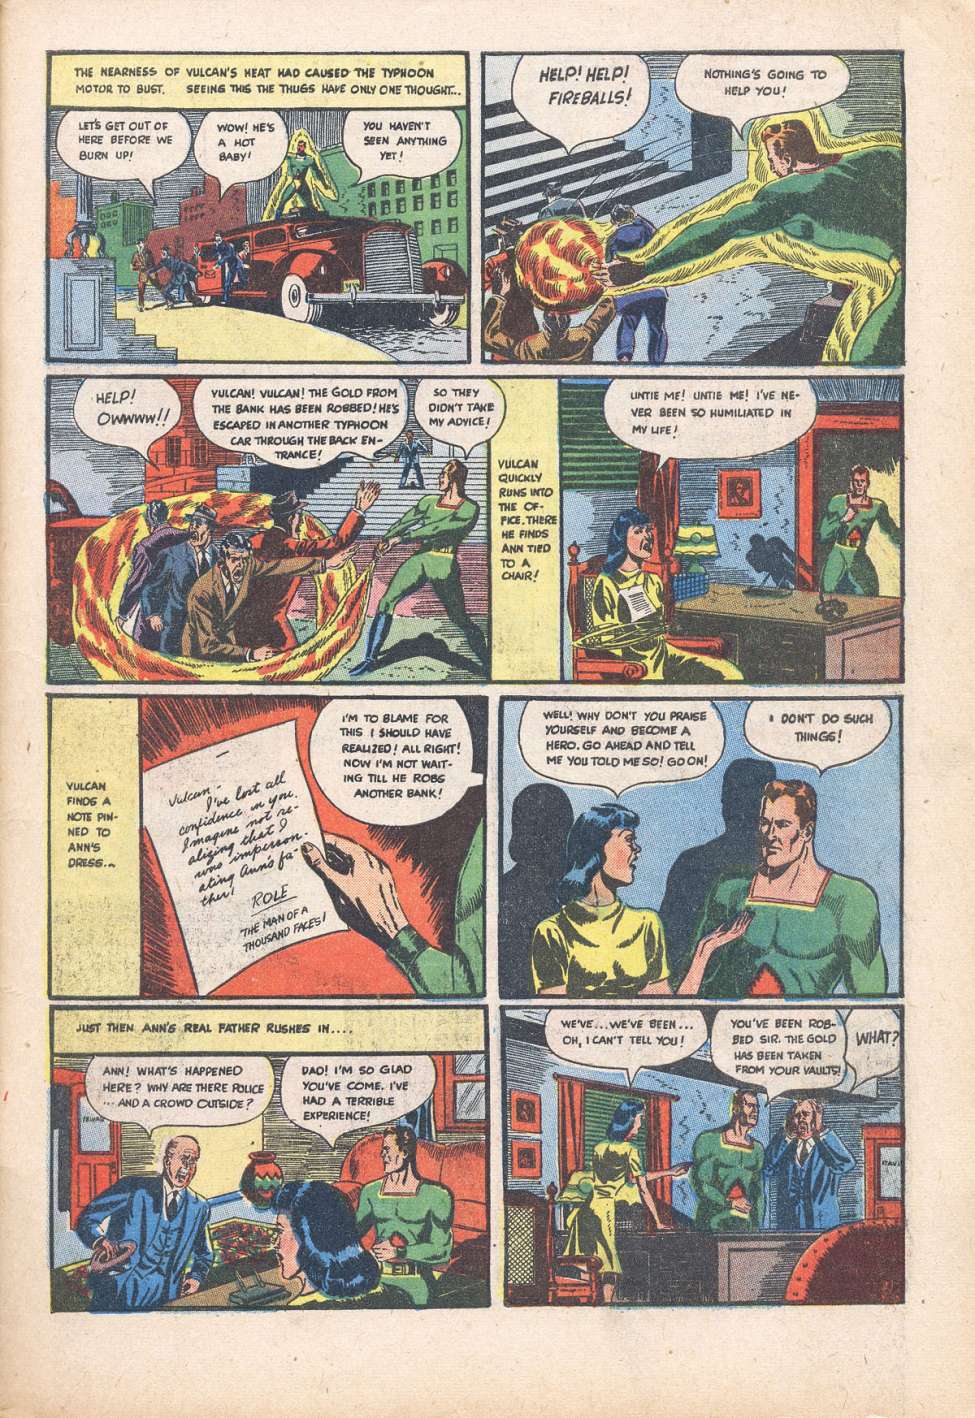 THE NEARNESS OF VULCAN'S HEAT HAD CAUSED THE TYPHOON
MOTOR TO BUST. SEEING THIS THE THUGS HAVE ONLY ONE THOUGHT...
LET'S GET OUT OF
HERE BEFORE WE
BURN UP!
WOW! HE'S
A HOT
BABY!
YOU HAVEN'T
SEEN ANYTHING
YET!
HELP! HELP!
FIREBALLS!
NOTHING'S GOING TO
HELP YOU!
HELP!
OWWWW!!
VULCAN! VULCAN! THE GOLD FROM
THE BANK HAS BEEN ROBBED! HE'S
ESCAPED IN ANOTHER TYPHOON
CAR THROUGH THE BACK EN-
TRANCE!
SO THEY
DIDN'T TAKE
MY ADVICE!
VULCAN
QUICKLY
RUNS INTO
THE OF-
FICE. THERE
HE FINDS
ANN TIED
TO A
CHAIR!
UNTIE ME! UNTIE ME! I'VE NE-
VER BEEN SO HUMILIATED IN
MY LIFE!
VULCAN
FINDS A
NOTE PIN-
NED TO
ANN'S
DRESS...
Vulcan-
I've lost all
confidence in you.
Imagine not re-
alizing that I
was imperson-
ating Ann's fa-
ther!
ROLF
THE MAN OF A
THOUSAND FACES!
I'M TO BLAME FOR
THIS I SHOULD HAVE
REALIZED! ALL RIGHT!
NOW I'M NOT WAIT-
ING TILL HE ROBS
ANOTHER BANK!
WELL! WHY DON'T YOU PRAISE
YOURSELF AND BECOME A
HERO. GO AHEAD AND TELL
ME YOU TOLD ME SO! GO ON!
I DON'T DO SUCH
THINGS!
JUST THEN ANN'S REAL FATHER RUSHES IN....
ANN! WHAT'S HAPPENED
HERE? WHY ARE THERE POLICE
...AND A CROWD OUTSIDE?
DAD! I'M SO GLAD
YOU'VE COME. I'VE
HAD A TERRIBLE
EXPERIENCE!
WE'VE...WE'VE BEEN...
OH, I CAN'T TELL YOU!
YOU'VE BEEN ROB-
BED SIR. THE GOLD
HAS BEEN TAKEN
FROM YOUR VAULTS!
WHAT?